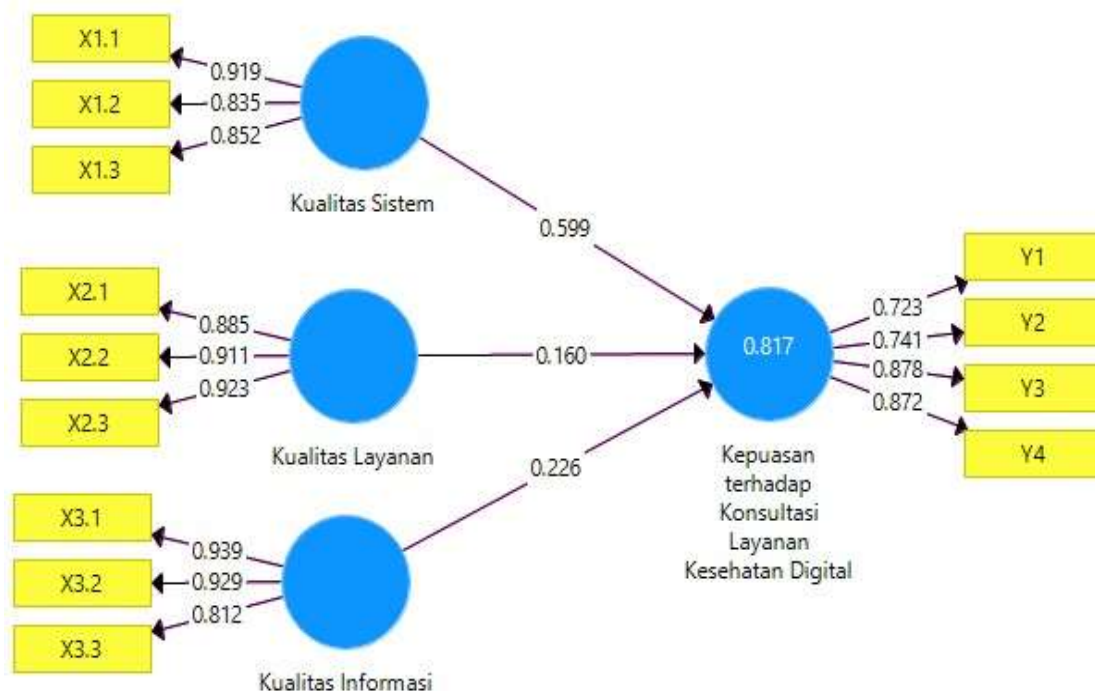 X1.1
0.919
X1.2
0.835
X1.3
0.852
Kualitas Sistem
0.599
X2.1
0.885
X2.2
0.911
X2.3
0.923
Kualitas Layanan
0.160
X3.1
0.939
X3.2
0.929
X3.3
0.812
Kualitas Informasi
0.226
0.817
Kepuasan
terhadap
Konsultasi
Layanan
Kesehatan Digital
Y1
0.723
Y2
0.741
Y3
0.878
Y4
0.872